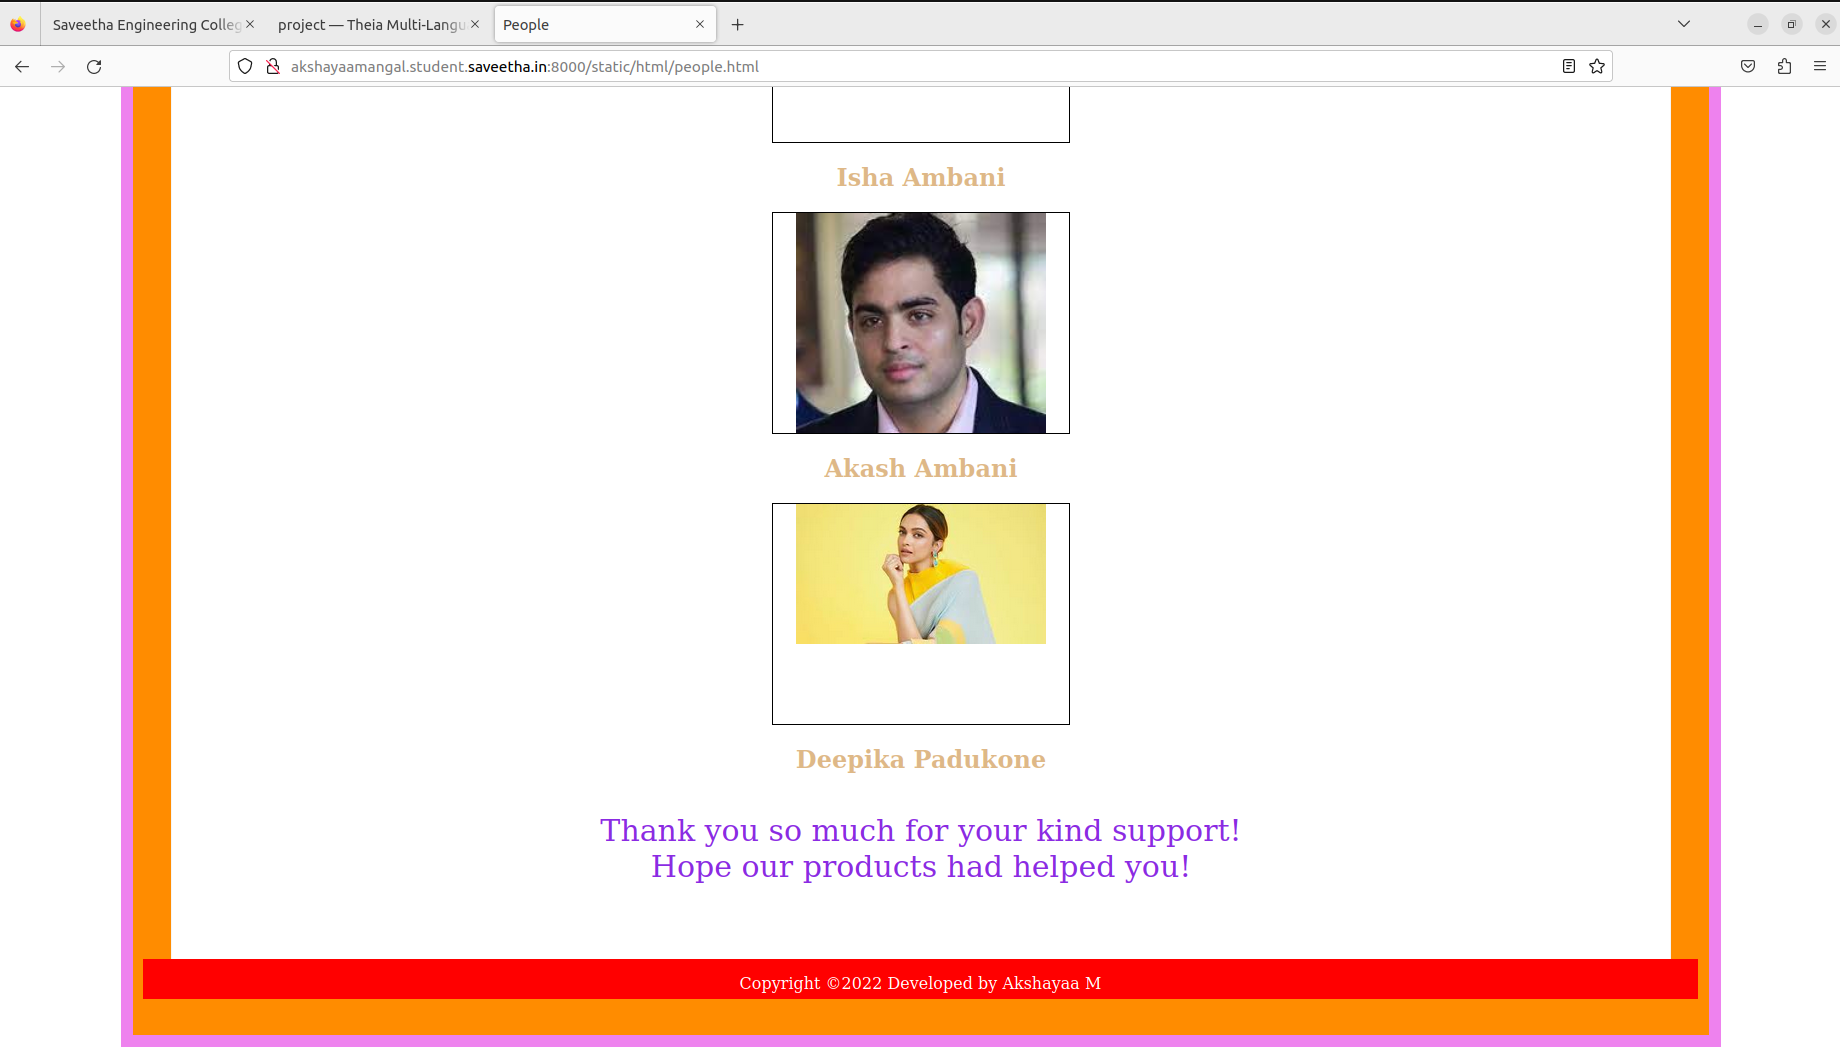 Saveetha Engineering Colleg
project — Theia Multi-Langu
People
akshayaamangal.student.saveetha.in:8000/static/html/people.html
Isha Ambani
Akash Ambani
Deepika Padukone
Thank you so much for your kind support!
Hope our products had helped you!
Copyright ©2022 Developed by Akshayaa M